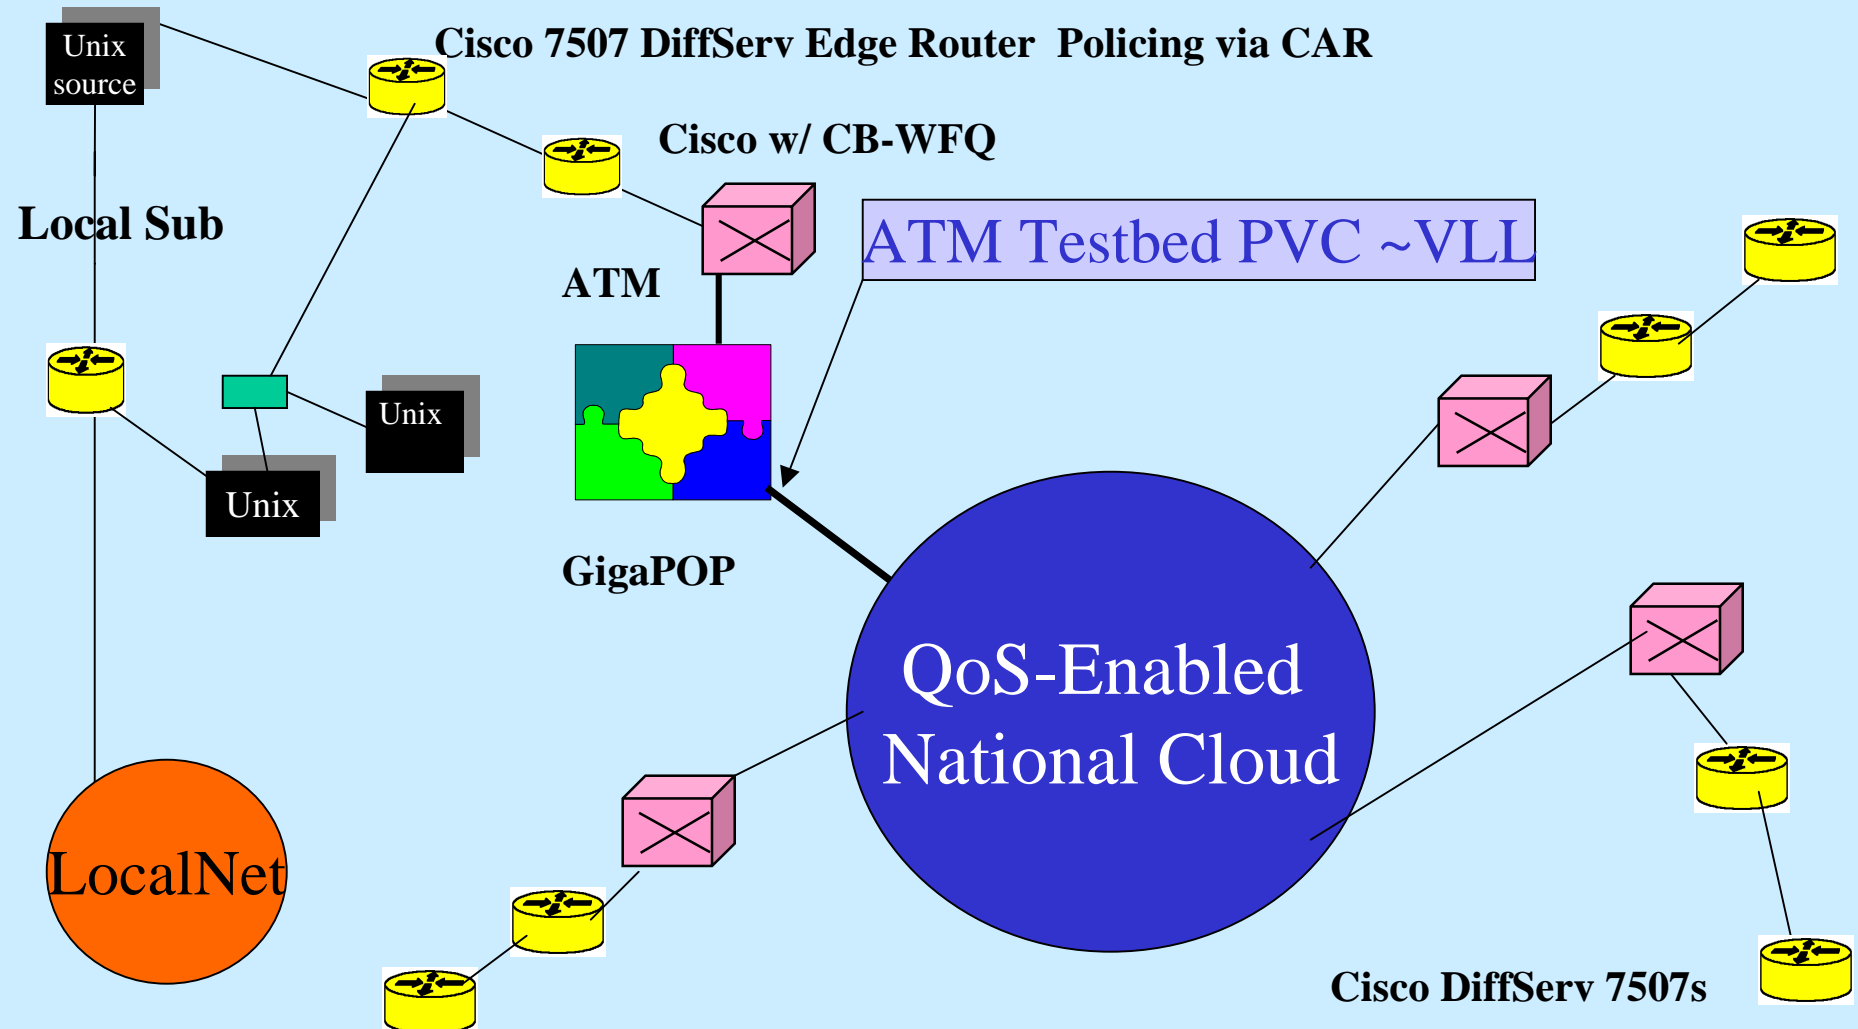 Unix
source
Cisco 7507 DiffServ Edge Router  Policing via CAR
Cisco w/ CB-WFQ
Local Sub
ATM Testbed PVC ~VLL
ATM
Unix
Unix
GigaPOP
QoS-Enabled
National Cloud
LocalNet
Cisco DiffServ 7507s